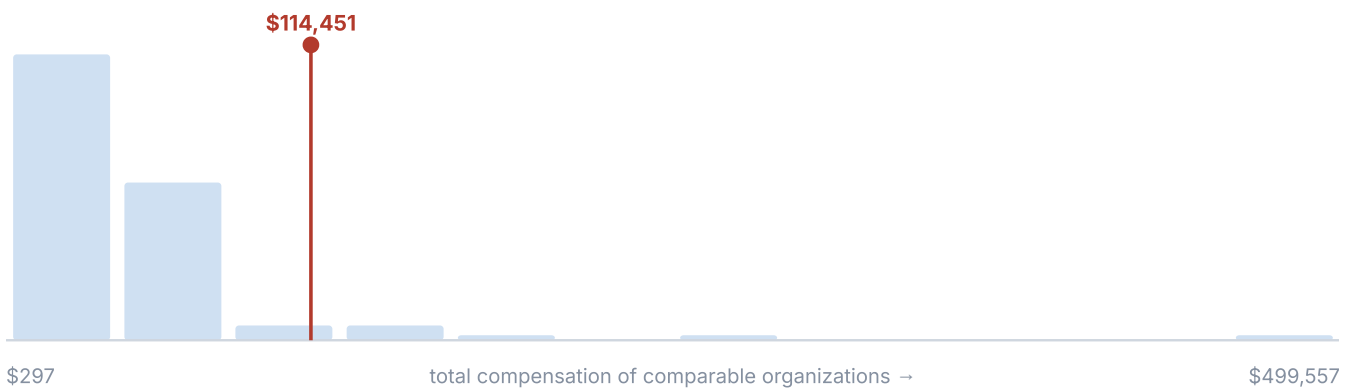 $114,451
$297
total compensation of comparable organizations →
$499,557